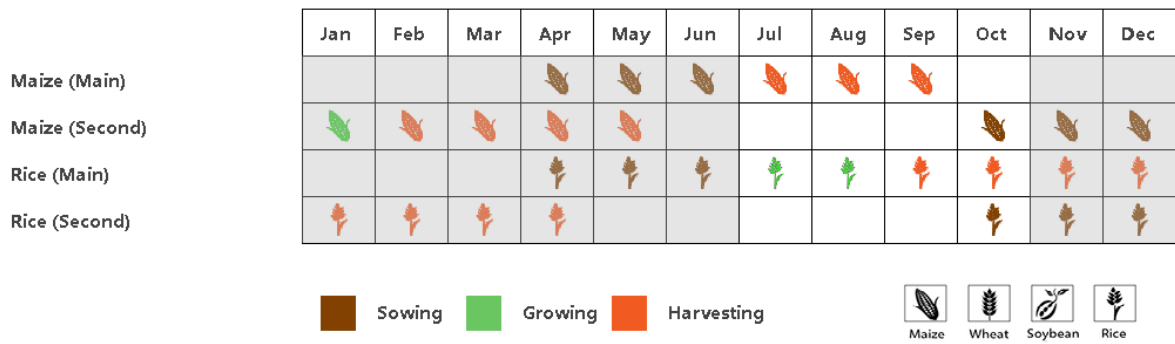 Jan Feb Mar Apr May Jun Jul Aug Sep Oct Nov Dec
Maize (Main)
Maize (Second)
Rice (Main)
Rice (Second)
Sowing Growing Harvesting
Maize Wheat Soybean Rice